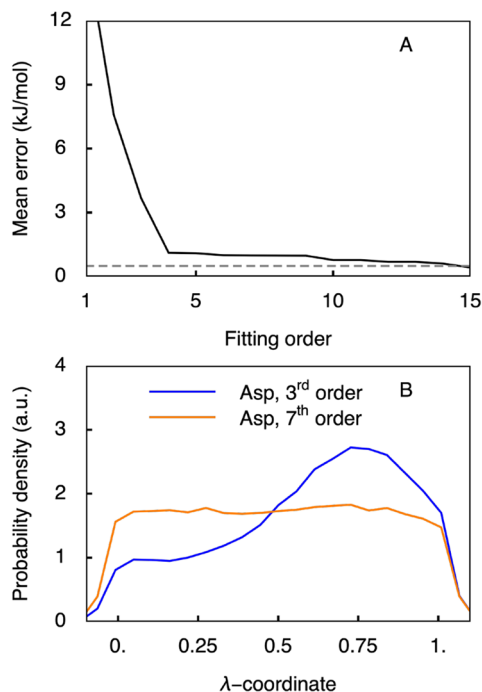 A
Mean error (kJ/mol)
12
9
6
3
0
1 5 10 15
Fitting order
B
Asp, 3rd order
Asp, 7th order
Probability density (a.u.)
4
3
2
1
0
0. 0.25 0.5 0.75 1.
λ−coordinate